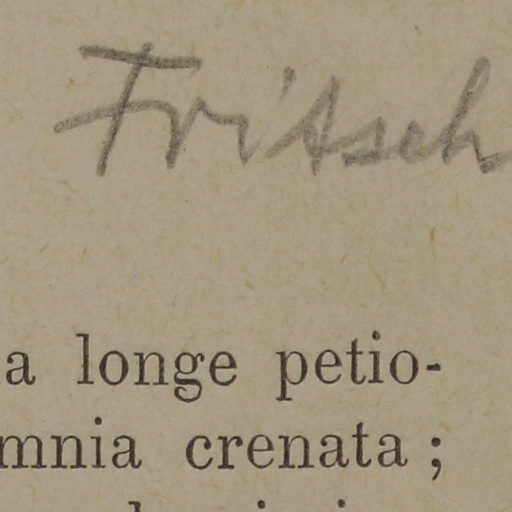 Fritsch
a longe petio-
mnia crenata ;